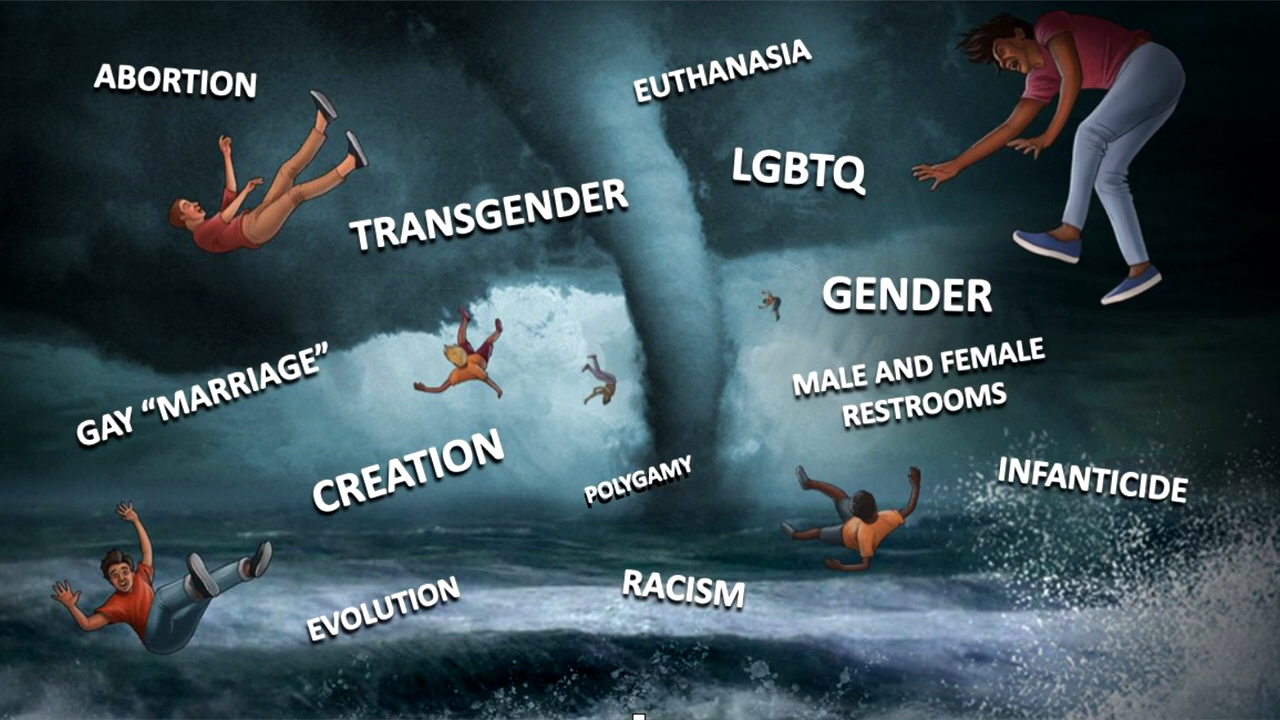 ABORTION
EUTHANASIA
LGBTQ
TRANSGENDER
GENDER
GAY “MARRIAGE”
MALE AND FEMALE
RESTROOMS
CREATION
POLYGAMY
INFANTICIDE
EVOLUTION
RACISM